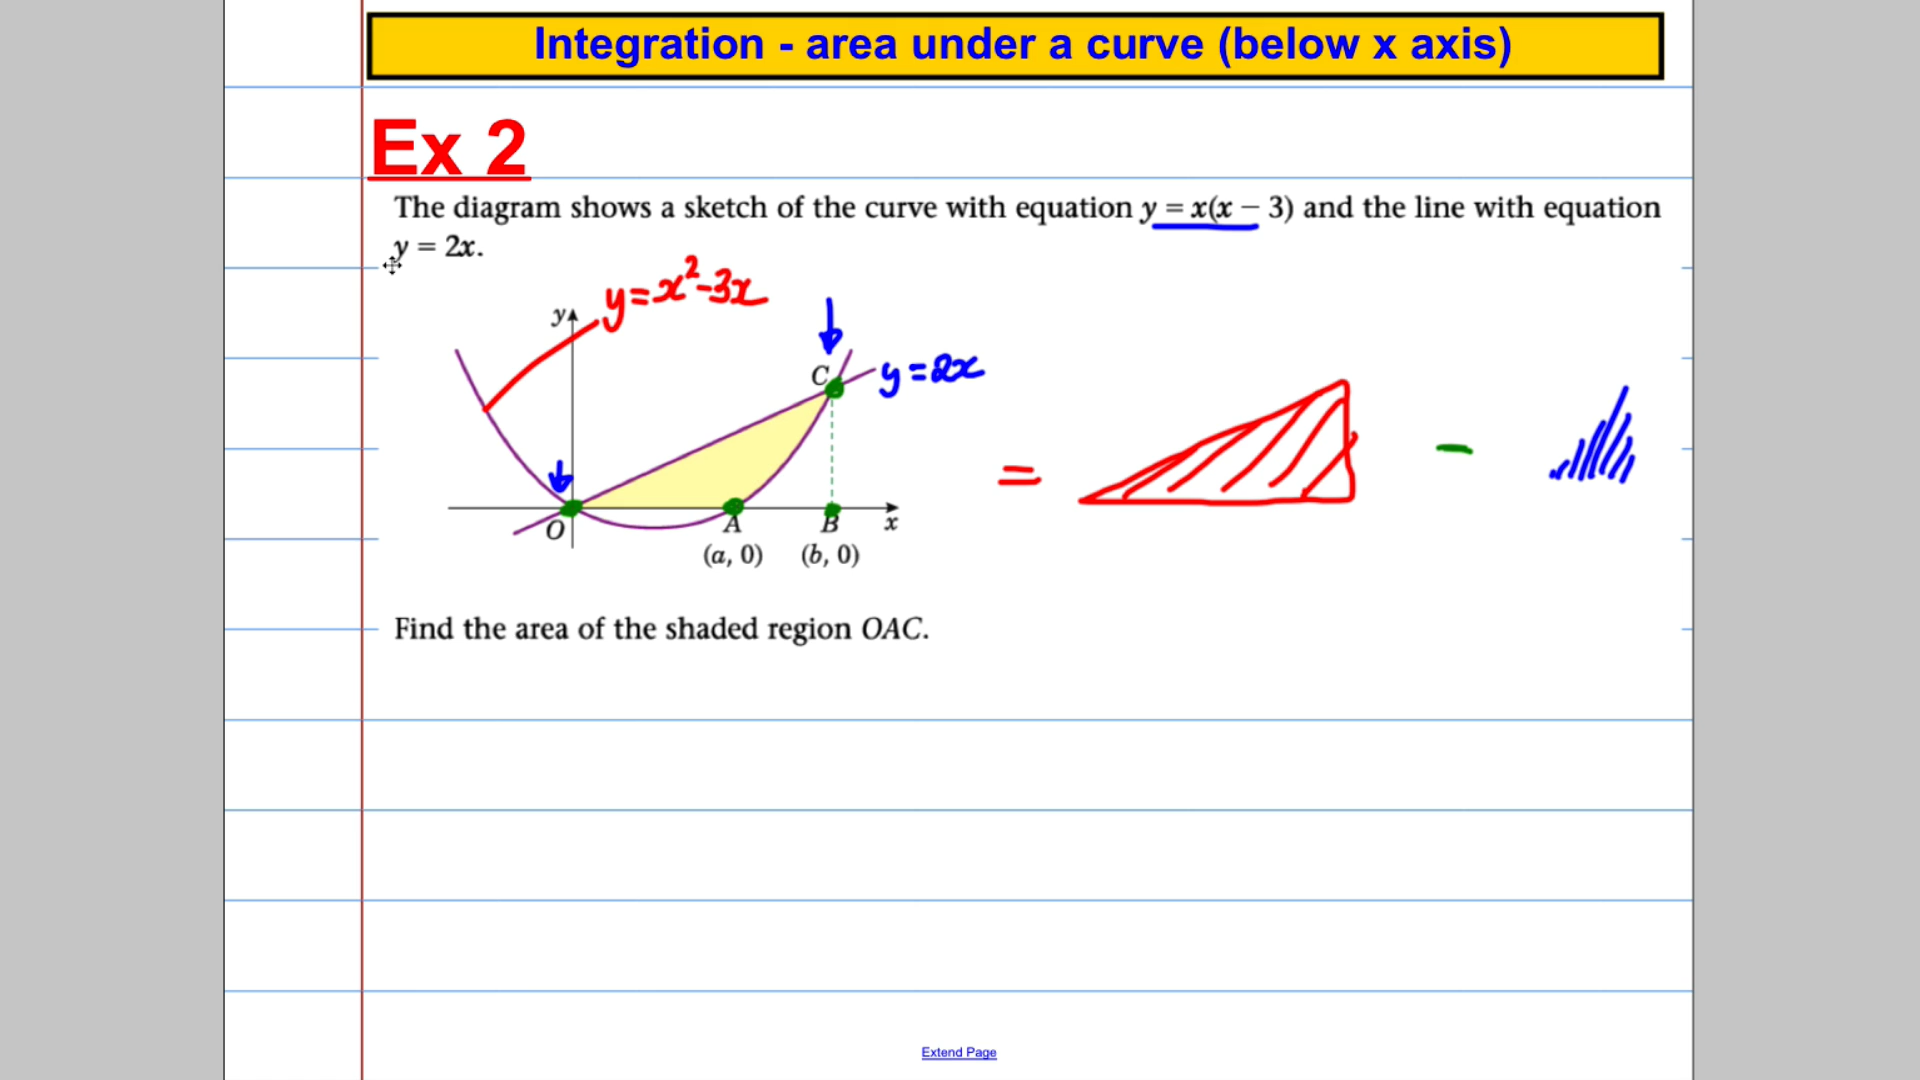 Integration - area under a curve (below x axis)
Ex 2
The diagram shows a sketch of the curve with equation y = x(x − 3) and the line with equation
y = 2x.
y=x²-3x
y
C
y=2x
=
-
O
A
B
x
(a, 0)
(b, 0)
Find the area of the shaded region OAC.
Extend Page